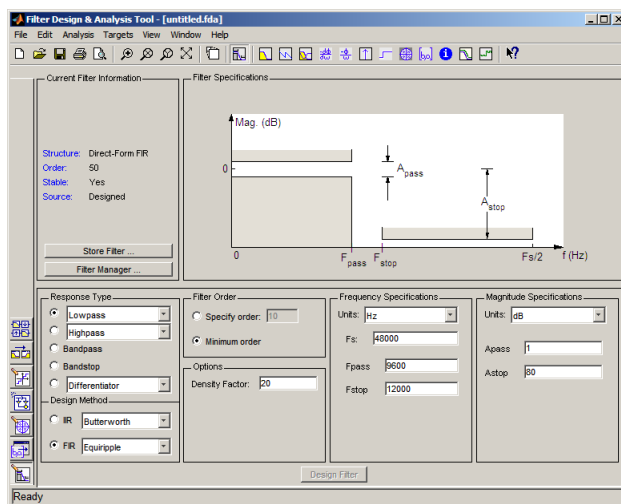 Filter Design & Analysis Tool - [untitled.fda]
File Edit Analysis Targets View Window Help
Current Filter Information
Structure: Direct-Form FIR
Order: 50
Stable: Yes
Source: Designed
Store Filter ...
Filter Manager ...
Filter Specifications
Mag. (dB)
0
Apass
Astop
0 Fpass Fstop Fs/2 f (Hz)
Response Type
Lowpass
Highpass
Bandpass
Bandstop
Differentiator
Design Method
IIR Butterworth
FIR Equiripple
Filter Order
Specify order: 10
Minimum order
Options
Density Factor: 20
Frequency Specifications
Units: Hz
Fs: 48000
Fpass 9600
Fstop 12000
Magnitude Specifications
Units: dB
Apass 1
Astop 80
Design Filter
Ready